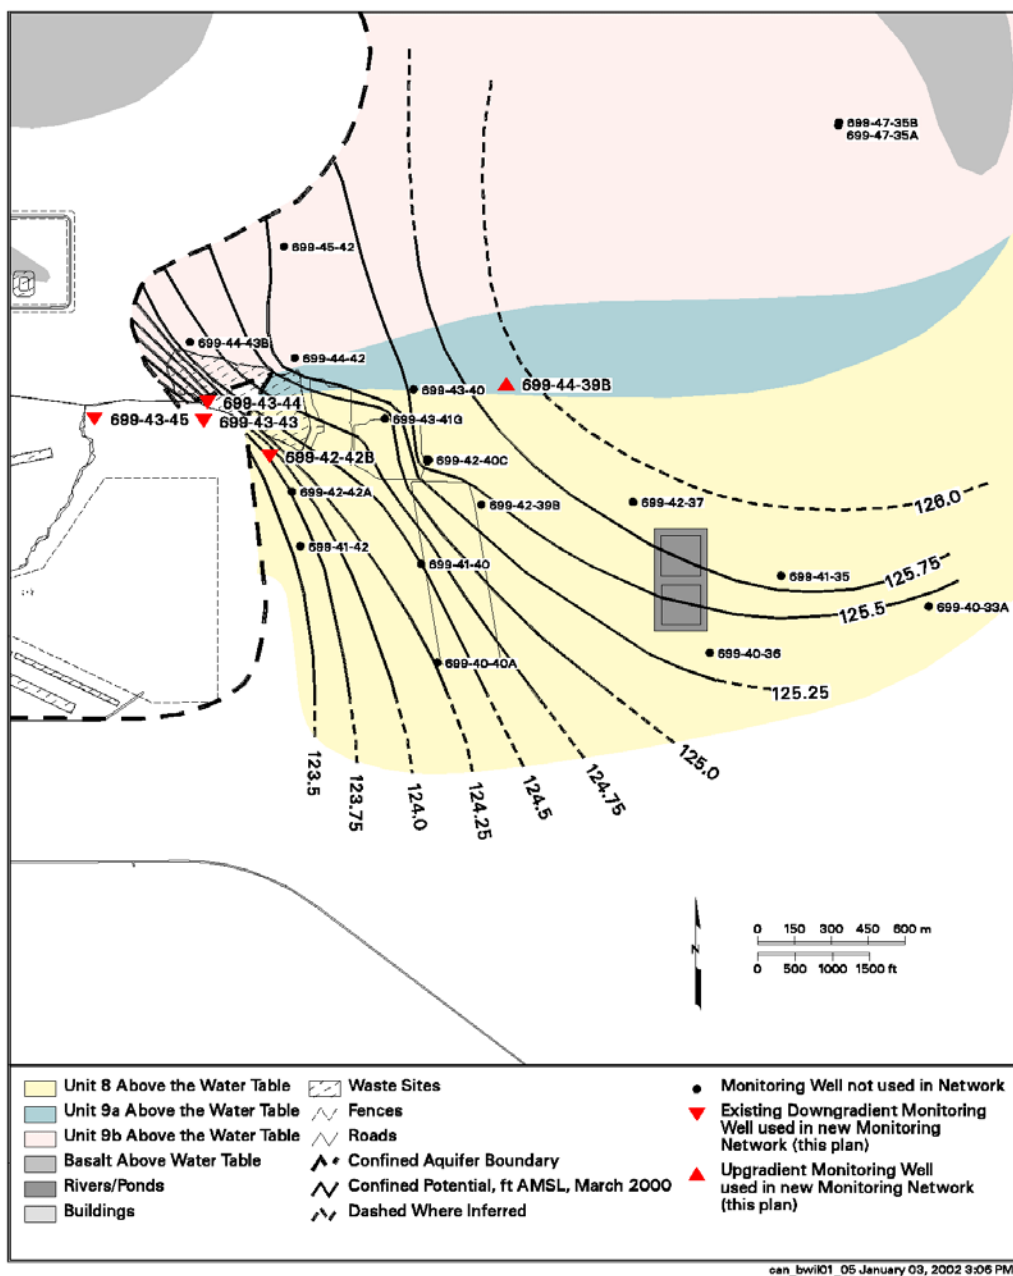 699-47-35B
699-47-35A
699-45-42
699-44-43B
699-44-42
699-43-40
699-44-39B
699-43-44
699-43-45
699-43-43
699-43-41G
699-42-42B
699-42-40C
699-42-42A
699-42-39B
699-42-37
126.0
699-41-42
699-41-40
699-41-35
125.75
125.5
699-40-33A
699-40-36
699-40-40A
125.25
123.5
123.75
124.0
124.25
124.5
124.75
125.0
N
0 150 300 450 600 m
0 500 1000 1500 ft
Unit 8 Above the Water Table
Unit 9a Above the Water Table
Unit 9b Above the Water Table
Basalt Above Water Table
Rivers/Ponds
Buildings
Waste Sites
Fences
Roads
Confined Aquifer Boundary
Confined Potential, ft AMSL, March 2000
Dashed Where Inferred
Monitoring Well not used in Network
Existing Downgradient Monitoring
Well used in new Monitoring
Network (this plan)
Upgradient Monitoring Well
used in new Monitoring Network
(this plan)
can_bwil01_05 January 03, 2002 3:06 PM